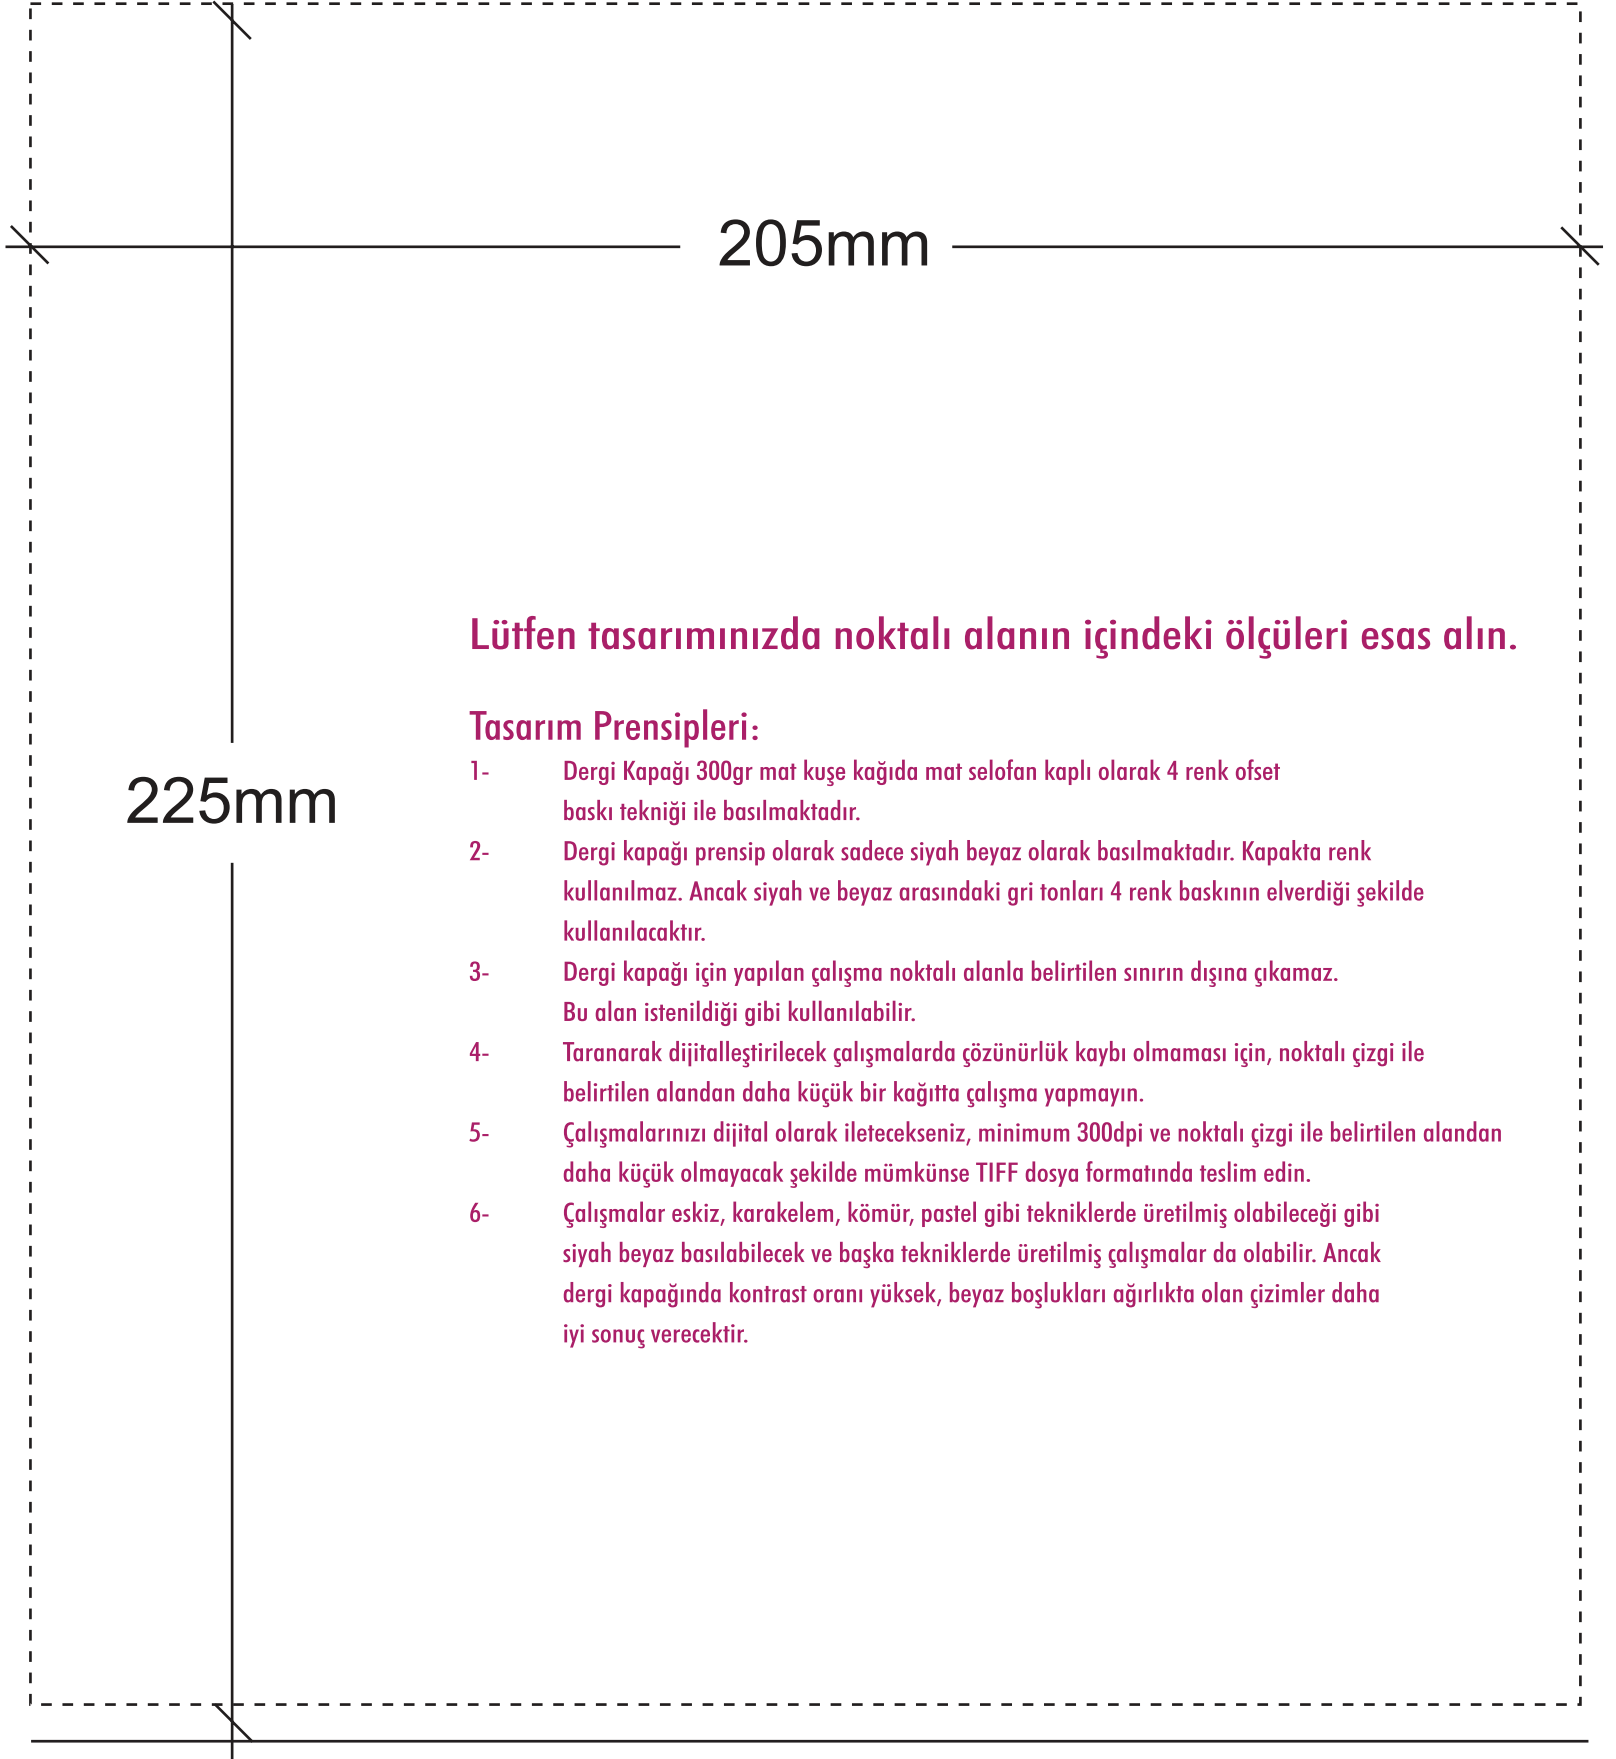 205mm
Lütfen tasarımınızda noktalı alanın içindeki ölçüleri esas alın.
Tasarım Prensipleri:
225mm
1- Dergi Kapağı 300gr mat kuşe kağıda mat selofan kaplı olarak 4 renk ofset
baskı tekniği ile basılmaktadır.
2- Dergi kapağı prensip olarak sadece siyah beyaz olarak basılmaktadır. Kapakta renk
kullanılmaz. Ancak siyah ve beyaz arasındaki gri tonları 4 renk baskının elverdiği şekilde
kullanılacaktır.
3- Dergi kapağı için yapılan çalışma noktalı alanla belirtilen sınırın dışına çıkamaz.
Bu alan istenildiği gibi kullanılabilir.
4- Taranarak dijitalleştirilecek çalışmalarda çözünürlük kaybı olmaması için, noktalı çizgi ile
belirtilen alandan daha küçük bir kağıtta çalışma yapmayın.
5- Çalışmalarınızı dijital olarak iletecekseniz, minimum 300dpi ve noktalı çizgi ile belirtilen alandan
daha küçük olmayacak şekilde mümkünse TIFF dosya formatında teslim edin.
6- Çalışmalar eskiz, karakelem, kömür, pastel gibi tekniklerde üretilmiş olabileceği gibi
siyah beyaz basılabilecek ve başka tekniklerde üretilmiş çalışmalar da olabilir. Ancak
dergi kapağında kontrast oranı yüksek, beyaz boşlukları ağırlıkta olan çizimler daha
iyi sonuç verecektir.